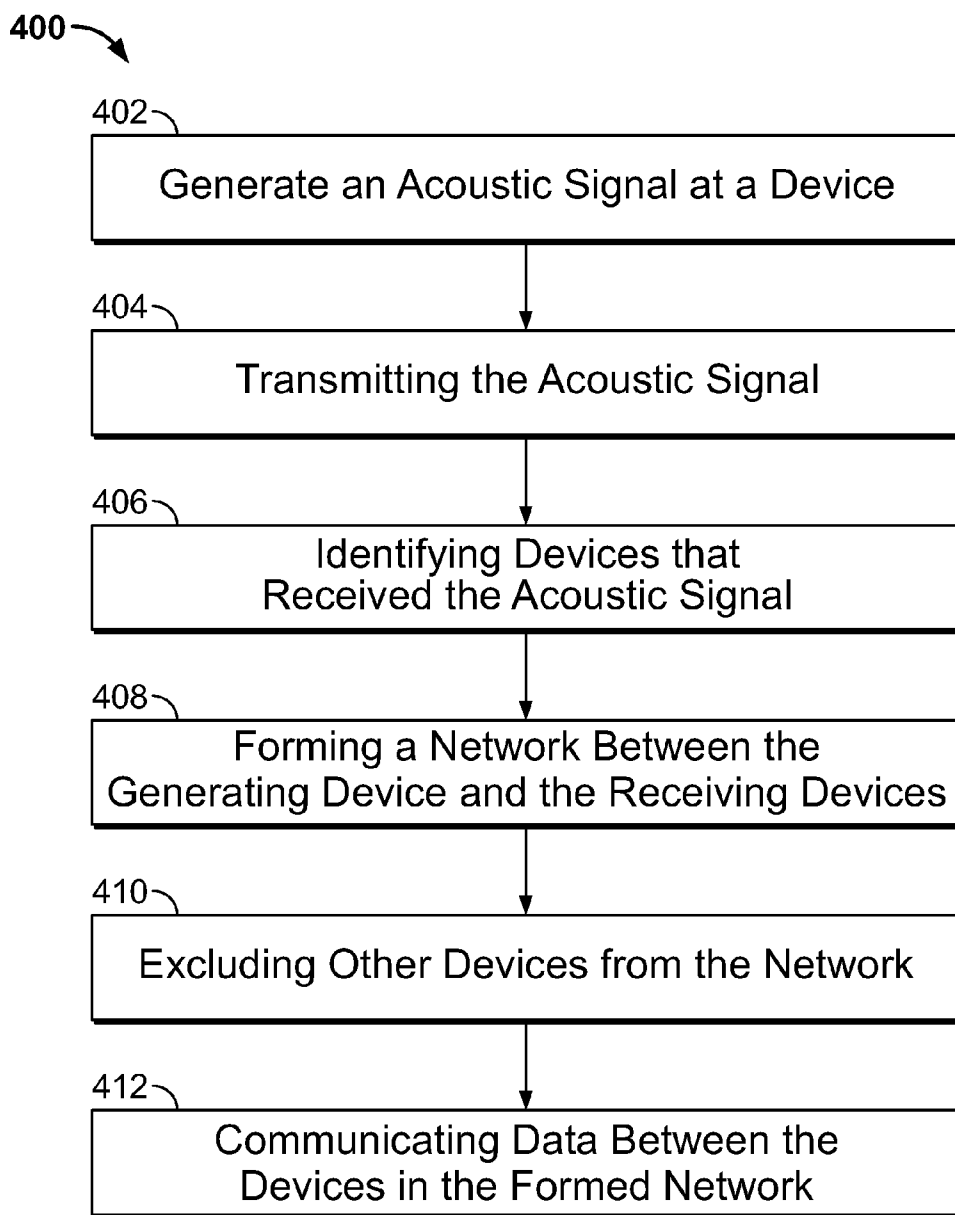 400
402
Generate an Acoustic Signal at a Device
404
Transmitting the Acoustic Signal
406
Identifying Devices that
Received the Acoustic Signal
408
Forming a Network Between the
Generating Device and the Receiving Devices
410
Excluding Other Devices from the Network
412
Communicating Data Between the
Devices in the Formed Network